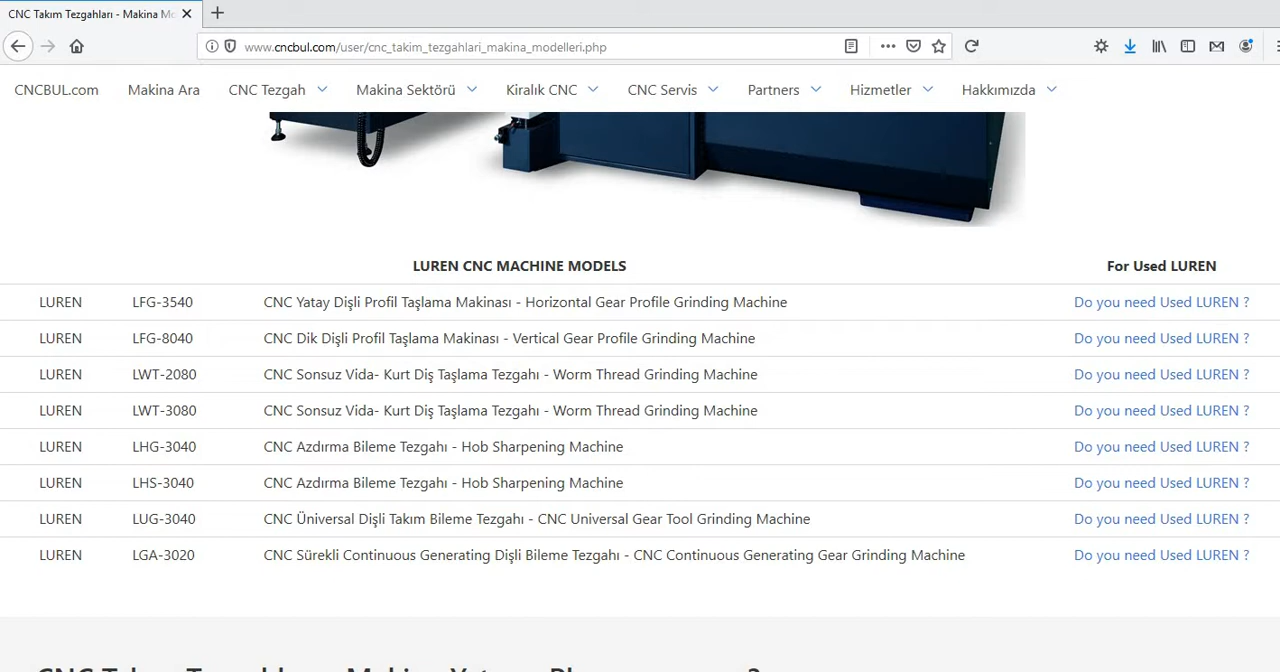 CNC Takım Tezgahları - Makina Mo
www.cncbul.com/user/cnc_takim_tezgahlari_makina_modelleri.php
CNCBUL.com Makina Ara CNC Tezgah Makina Sektörü Kiralık CNC CNC Servis Partners Hizmetler Hakkımızda
LUREN CNC MACHINE MODELS For Used LUREN
LUREN LFG-3540 CNC Yatay Dişli Profil Taşlama Makinası - Horizontal Gear Profile Grinding Machine Do you need Used LUREN ?
LUREN LFG-8040 CNC Dik Dişli Profil Taşlama Makinası - Vertical Gear Profile Grinding Machine Do you need Used LUREN ?
LUREN LWT-2080 CNC Sonsuz Vida- Kurt Diş Taşlama Tezgahı - Worm Thread Grinding Machine Do you need Used LUREN ?
LUREN LWT-3080 CNC Sonsuz Vida- Kurt Diş Taşlama Tezgahı - Worm Thread Grinding Machine Do you need Used LUREN ?
LUREN LHG-3040 CNC Azdırma Bileme Tezgahı - Hob Sharpening Machine Do you need Used LUREN ?
LUREN LHS-3040 CNC Azdırma Bileme Tezgahı - Hob Sharpening Machine Do you need Used LUREN ?
LUREN LUG-3040 CNC Üniversal Dişli Takım Bileme Tezgahı - CNC Universal Gear Tool Grinding Machine Do you need Used LUREN ?
LUREN LGA-3020 CNC Sürekli Continuous Generating Dişli Bileme Tezgahı - CNC Continuous Generating Gear Grinding Machine Do you need Used LUREN ?